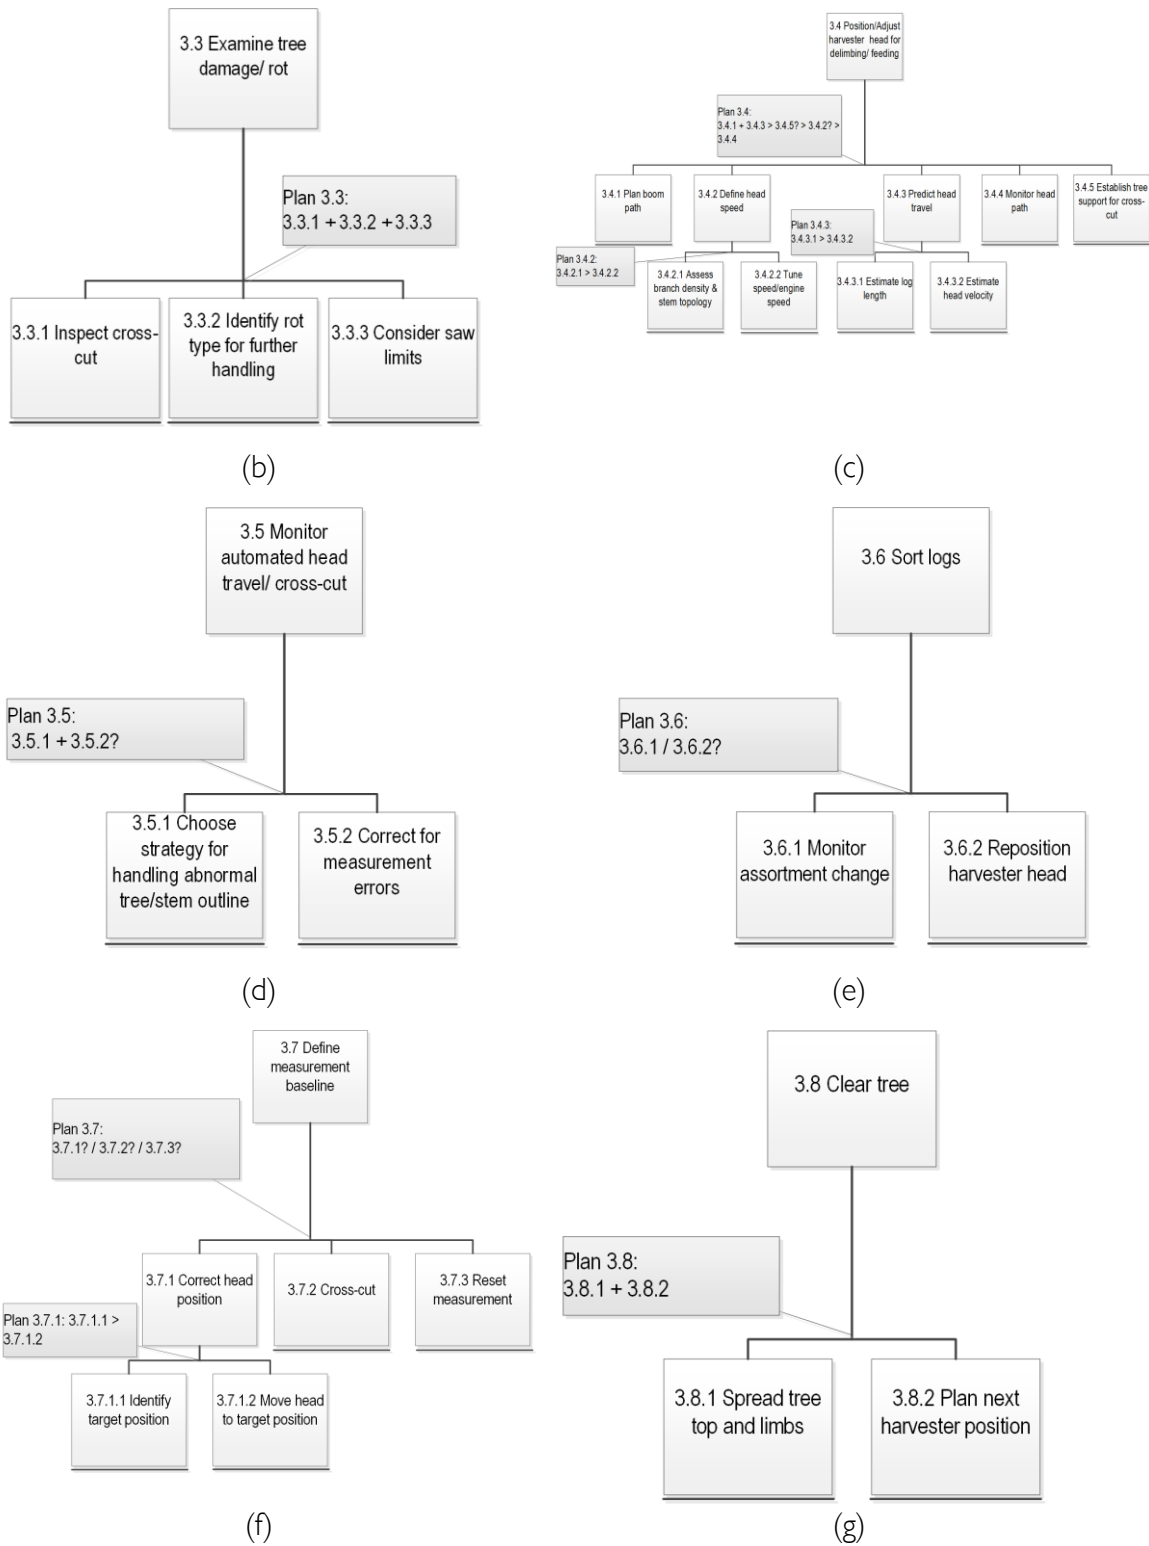 3.3 Examine tree
damage/ rot
Plan 3.3:
3.3.1 + 3.3.2 + 3.3.3
3.3.1 Inspect cross-
cut
3.3.2 Identify rot
type for further
handling
3.3.3 Consider saw
limits
(b)
3.4 Position/Adjust
harvester head for
delimbing/ feeding
Plan 3.4:
3.4.1 + 3.4.3 > 3.4.5? > 3.4.2? >
3.4.4
3.4.1 Plan boom
path
3.4.2 Define head
speed
3.4.3 Predict head
travel
3.4.4 Monitor head
path
3.4.5 Establish tree
support for cross-
cut
Plan 3.4.2:
3.4.2.1 > 3.4.2.2
Plan 3.4.3:
3.4.3.1 > 3.4.3.2
3.4.2.1 Assess
branch density &
stem topology
3.4.2.2 Tune
speed/engine
speed
3.4.3.1 Estimate log
length
3.4.3.2 Estimate
head velocity
(c)
3.5 Monitor
automated head
travel/ cross-cut
Plan 3.5:
3.5.1 + 3.5.2?
3.5.1 Choose
strategy for
handling abnormal
tree/stem outline
3.5.2 Correct for
measurement
errors
(d)
3.6 Sort logs
Plan 3.6:
3.6.1 / 3.6.2?
3.6.1 Monitor
assortment change
3.6.2 Reposition
harvester head
(e)
3.7 Define
measurement
baseline
Plan 3.7:
3.7.1? / 3.7.2? / 3.7.3?
3.7.1 Correct head
position
3.7.2 Cross-cut
3.7.3 Reset
measurement
Plan 3.7.1: 3.7.1.1 >
3.7.1.2
3.7.1.1 Identify
target position
3.7.1.2 Move head
to target position
(f)
3.8 Clear tree
Plan 3.8:
3.8.1 + 3.8.2
3.8.1 Spread tree
top and limbs
3.8.2 Plan next
harvester position
(g)